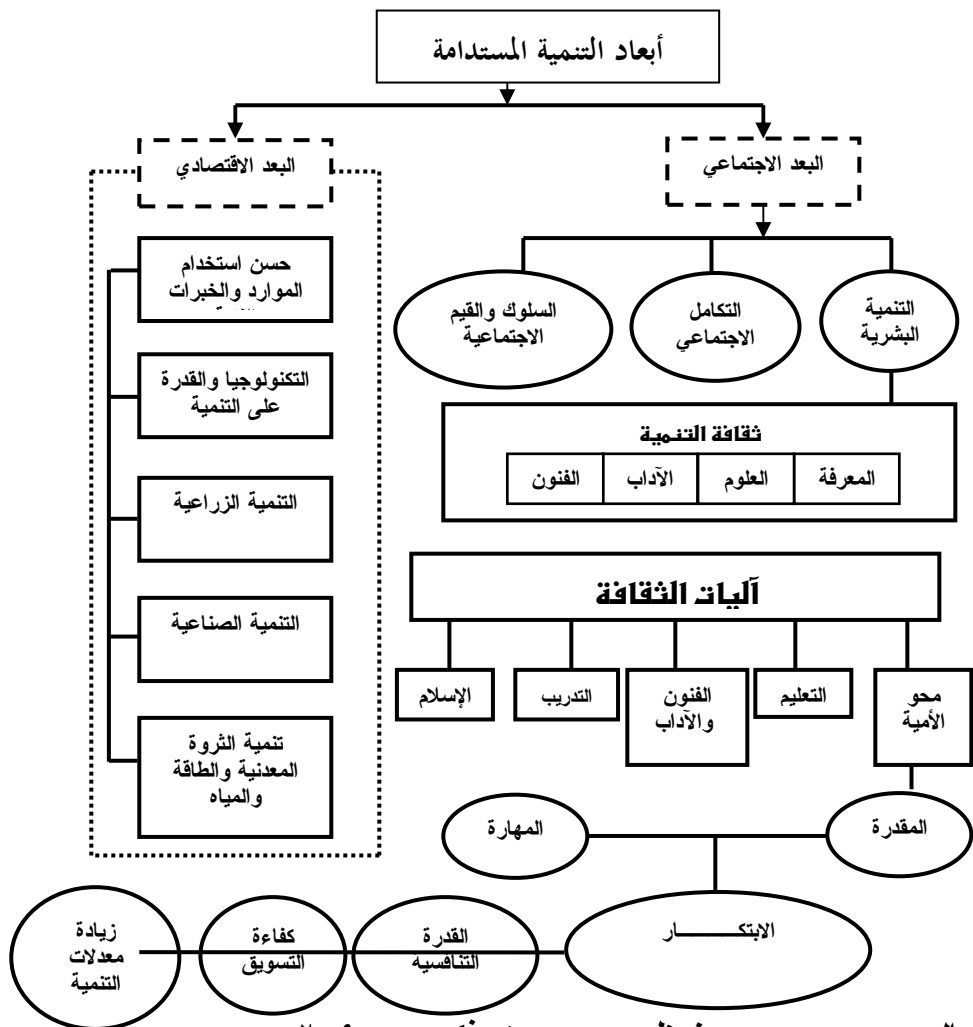 أبعاد التنمية المستدامة
البعد الاجتماعي
البعد الاقتصادي
التنمية
البشرية
التكامل
الاجتماعي
السلوك والقيم
الاجتماعية
ثقافة التنمية
المعرفة
العلوم
الآداب
الفنون
آليات الثقافة
محو
الأمية
التعليم
الفنون
والآداب
التدريب
الإسلام
المقدرة
المهارة
الابتكــــــــار
القدرة
التنافسية
كفاءة
التسويق
زيادة
معدلات
التنمية
حسن استخدام
الموارد والخبرات
التكنولوجيا والقدرة
على التنمية
التنمية الزراعية
التنمية الصناعية
تنمية الثروة
المعدنية والطاقة
والمياه